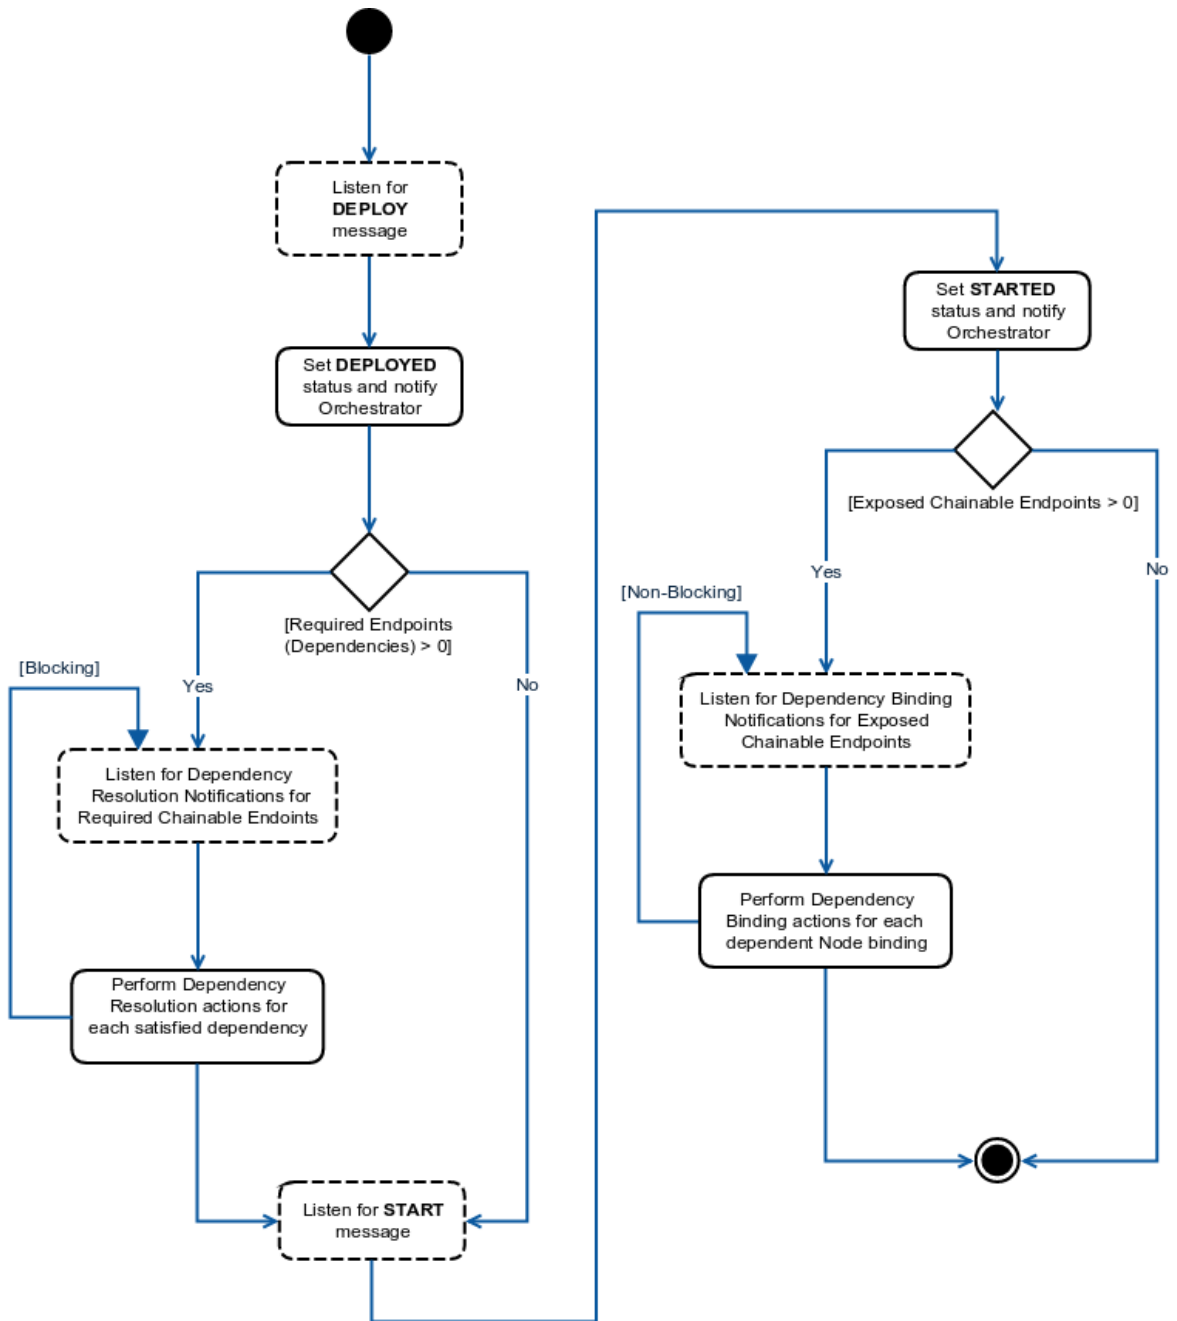 Listen for
DEPLOY
message
Set DEPLOYED
status and notify
Orchestrator
[Required Endpoints
(Dependencies) > 0]
[Blocking]
Yes
No
Listen for Dependency
Resolution Notifications for
Required Chainable Endoints
Perform Dependency
Resolution actions for
each satisfied dependency
Listen for START
message
Set STARTED
status and notify
Orchestrator
[Exposed Chainable Endpoints > 0]
Yes
No
[Non-Blocking]
Listen for Dependency Binding
Notifications for Exposed
Chainable Endpoints
Perform Dependency
Binding actions for each
dependent Node binding